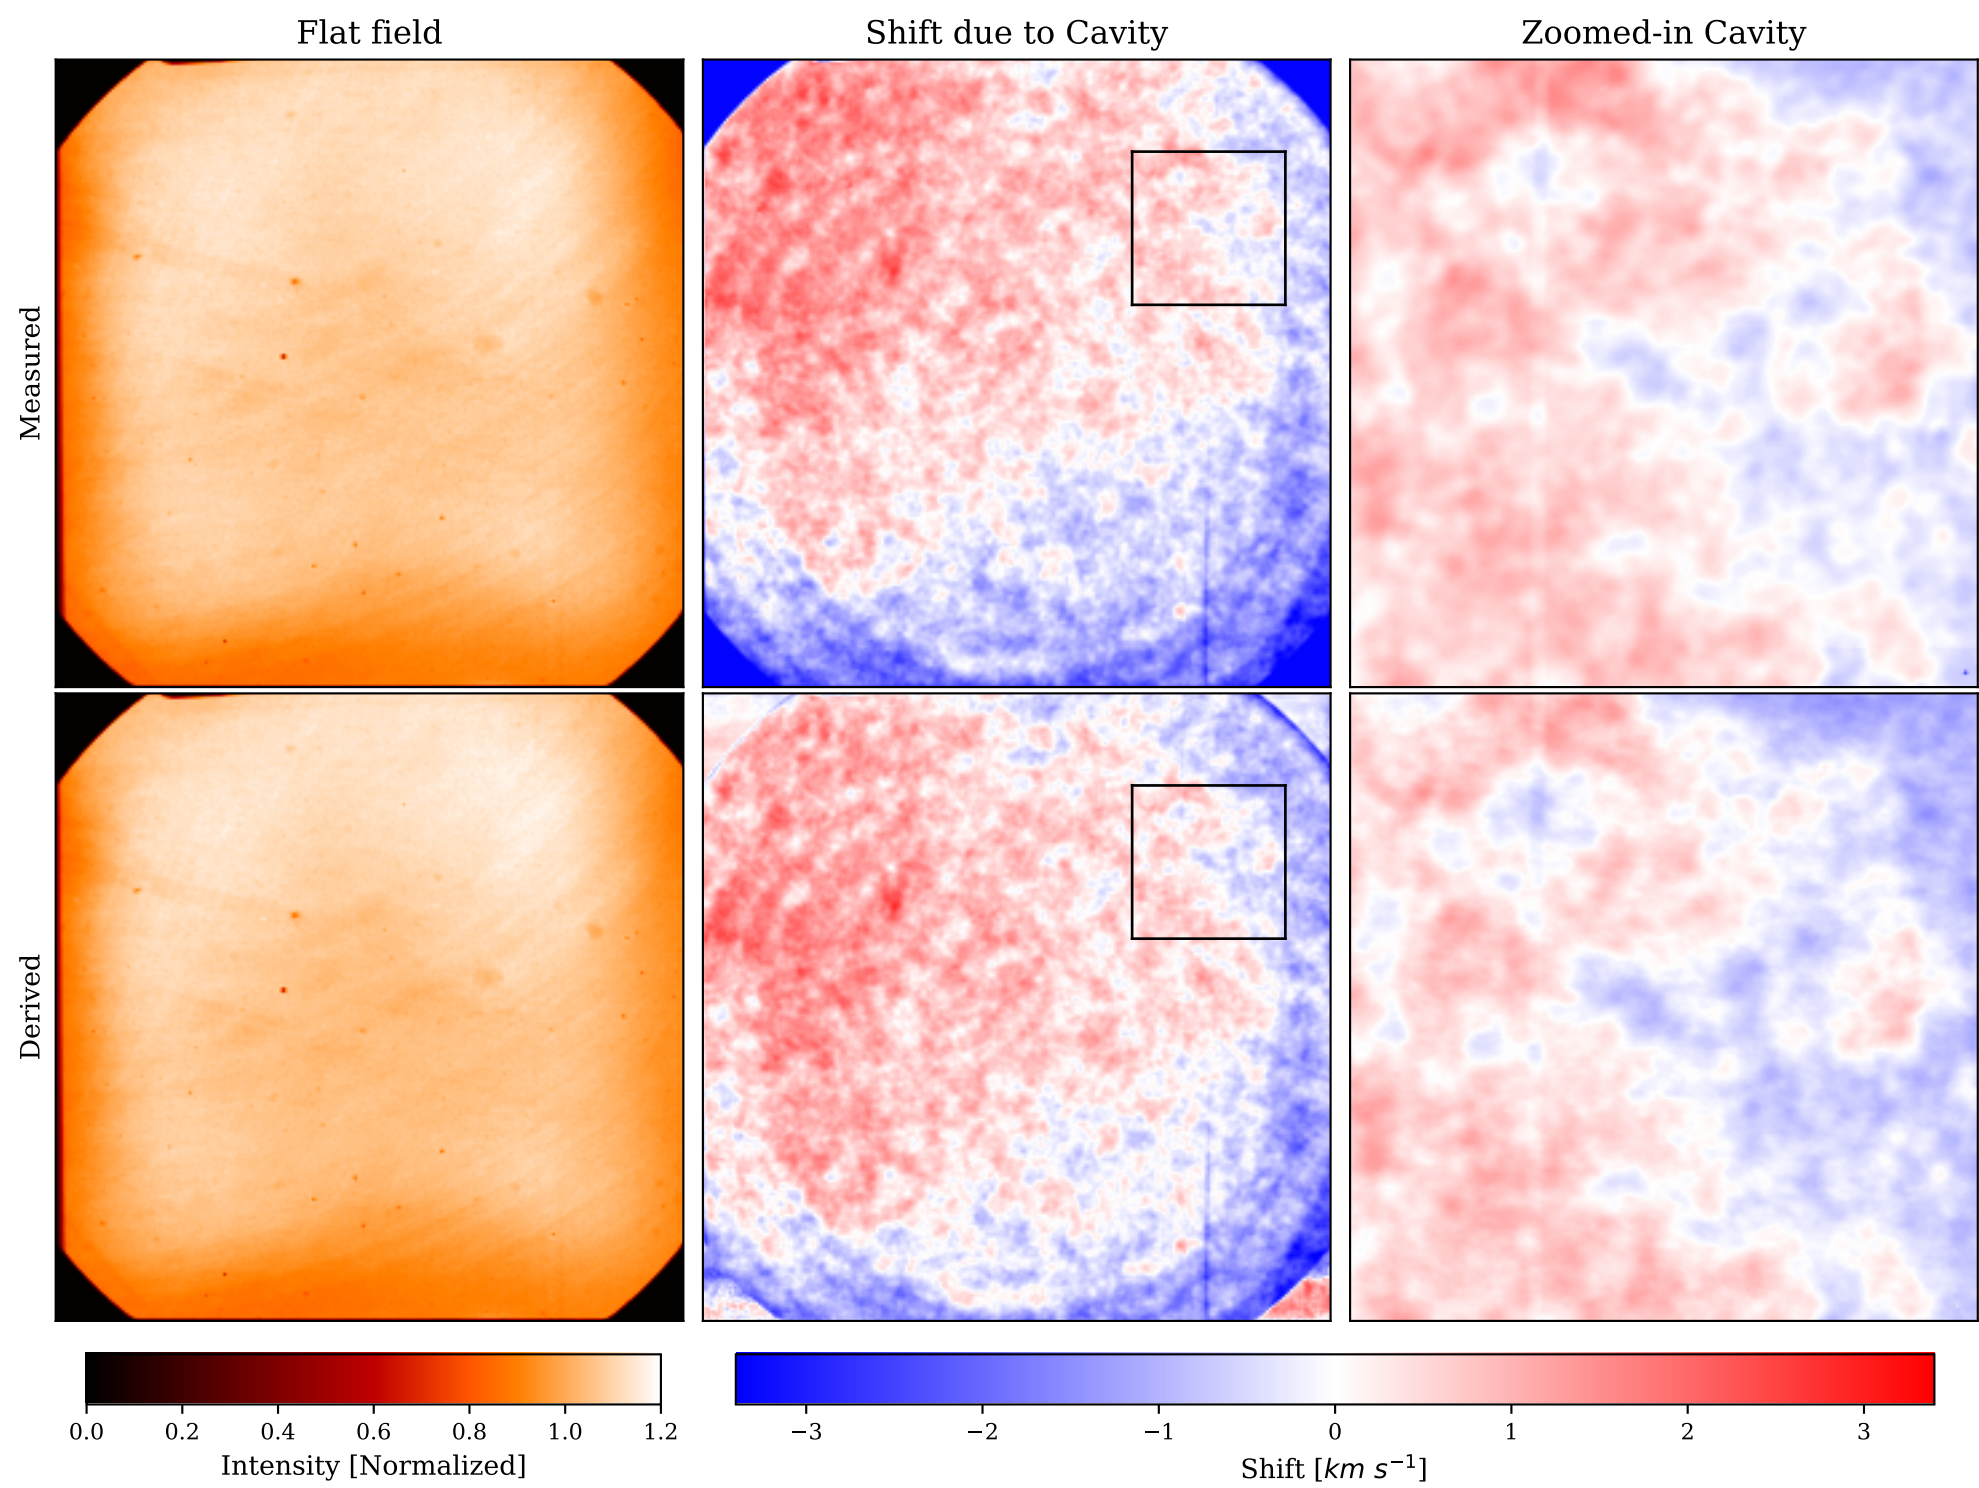 Flat field
Shift due to Cavity
Zoomed-in Cavity
Measured
Derived
0.0 0.2 0.4 0.6 0.8 1.0 1.2
Intensity [Normalized]
−3 −2 −1 0 1 2 3
Shift [km s⁻¹]